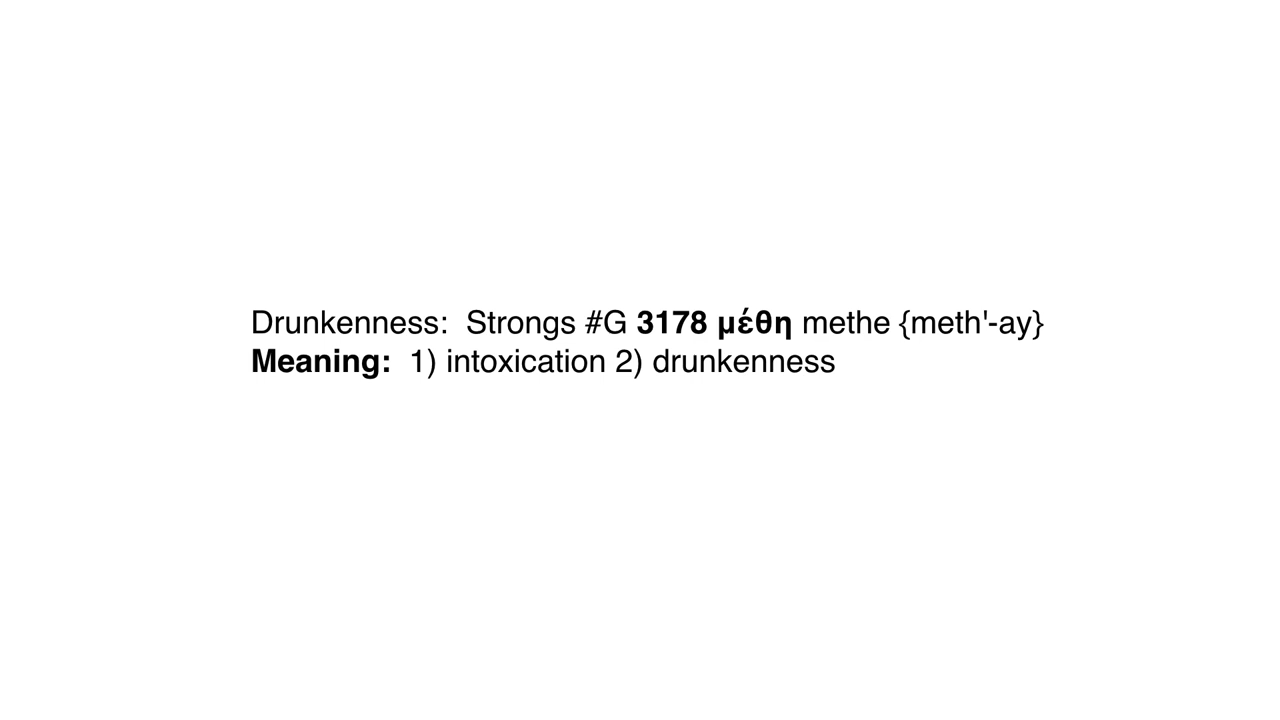 Drunkenness:  Strongs #G 3178 μέθη methe {meth'-ay}
Meaning:  1) intoxication 2) drunkenness